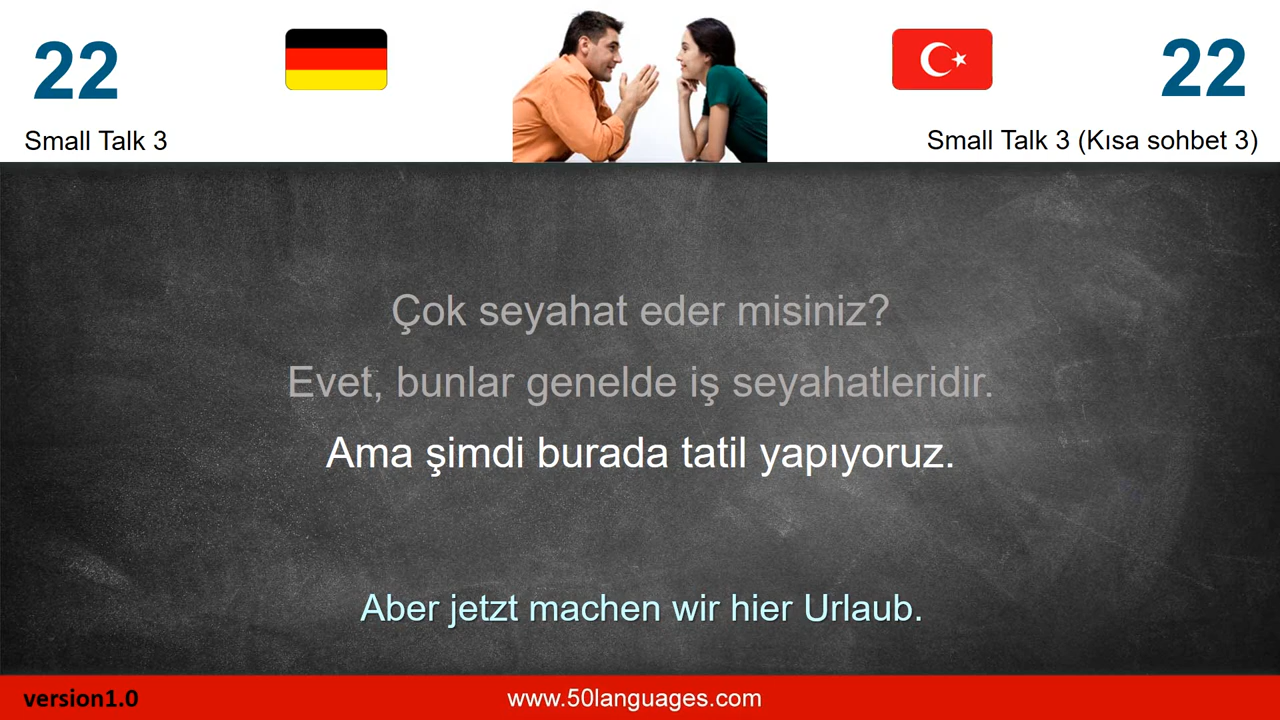 22
22
Small Talk 3
Small Talk 3 (Kısa sohbet 3)
Çok seyahat eder misiniz?
Evet, bunlar genelde iş seyahatleridir.
Ama şimdi burada tatil yapıyoruz.
Aber jetzt machen wir hier Urlaub.
version1.0
www.50languages.com